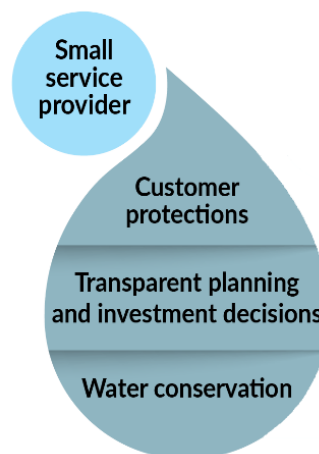 Small
service
provider
Customer
protections
Transparent planning
and investment decisions
Water conservation